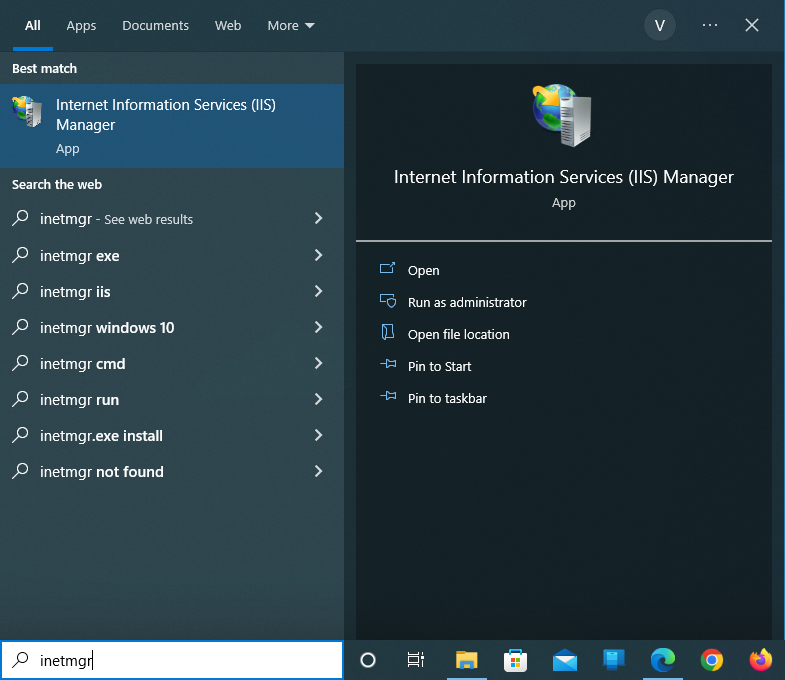 All Apps Documents Web More V ...
Best match
Internet Information Services (IIS)
Manager
App
Search the web
inetmgr - See web results
inetmgr exe
inetmgr iis
inetmgr windows 10
inetmgr cmd
inetmgr run
inetmgr.exe install
inetmgr not found
Internet Information Services (IIS) Manager
App
Open
Run as administrator
Open file location
Pin to Start
Pin to taskbar
inetmgr